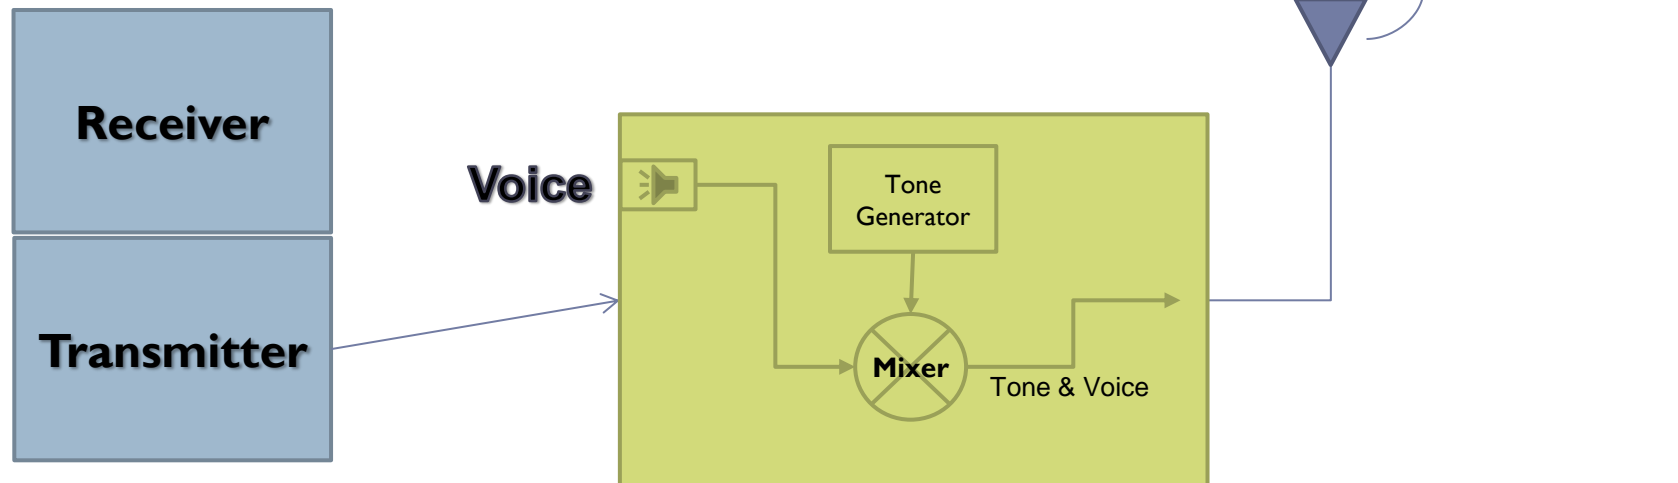 Receiver
Voice
Tone
Generator
Transmitter
Mixer
Tone & Voice